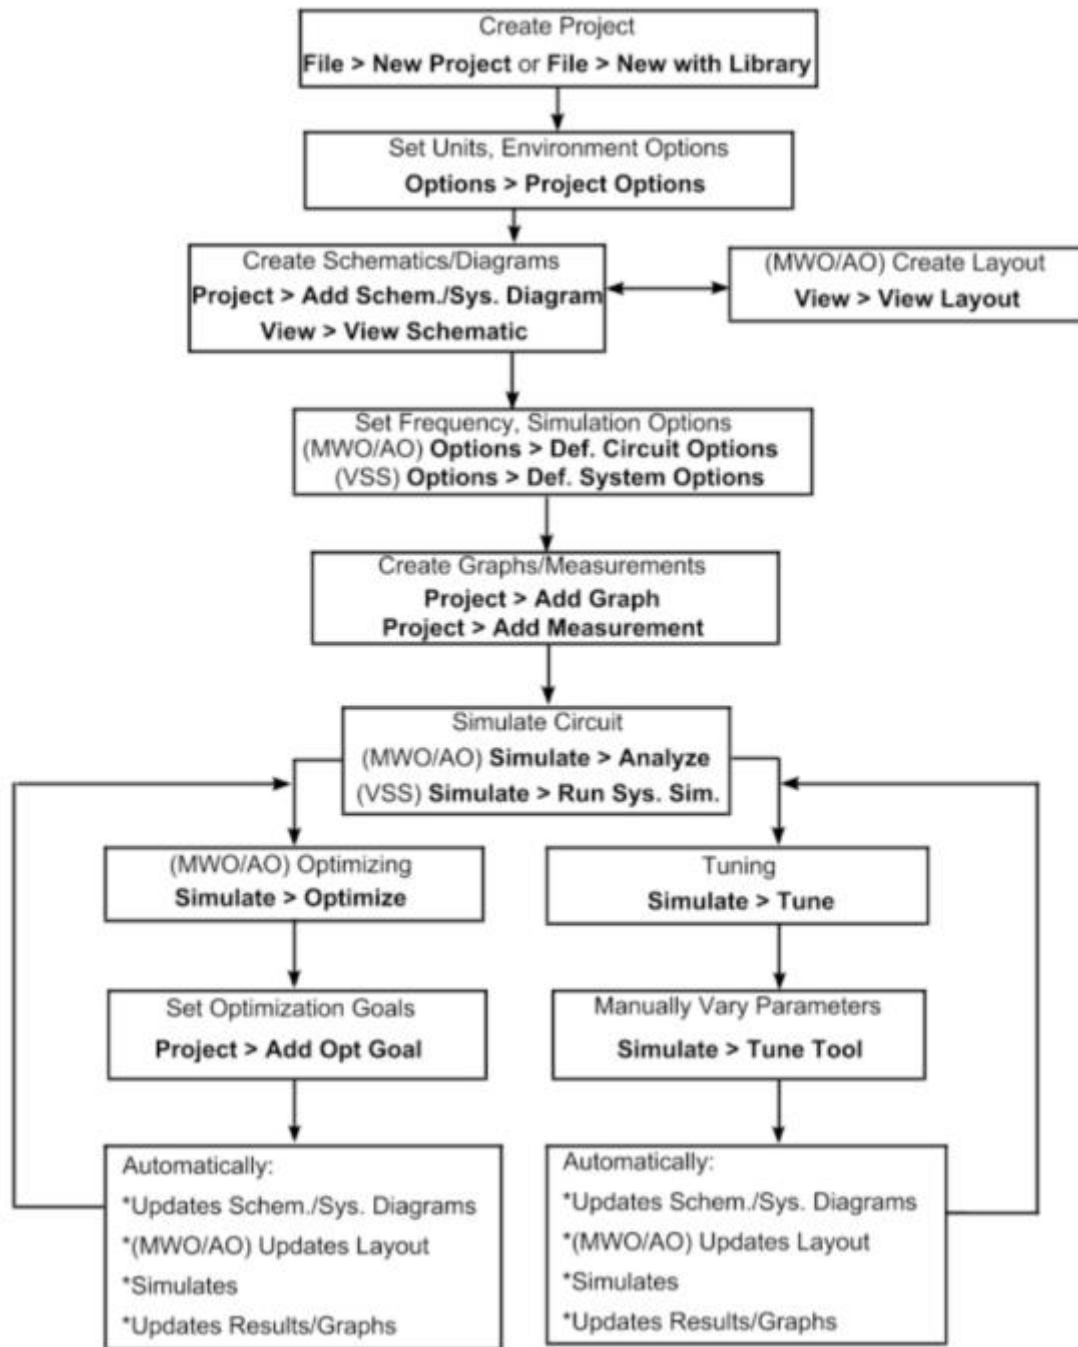 Create Project
File > New Project or File > New with Library
Set Units, Environment Options
Options > Project Options
Create Schematics/Diagrams
Project > Add Schem./Sys. Diagram
View > View Schematic
(MWO/AO) Create Layout
View > View Layout
Set Frequency, Simulation Options
(MWO/AO) Options > Def. Circuit Options
(VSS) Options > Def. System Options
Create Graphs/Measurements
Project > Add Graph
Project > Add Measurement
Simulate Circuit
(MWO/AO) Simulate > Analyze
(VSS) Simulate > Run Sys. Sim.
(MWO/AO) Optimizing
Simulate > Optimize
Tuning
Simulate > Tune
Set Optimization Goals
Project > Add Opt Goal
Manually Vary Parameters
Simulate > Tune Tool
Automatically:
*Updates Schem./Sys. Diagrams
*(MWO/AO) Updates Layout
*Simulates
*Updates Results/Graphs
Automatically:
*Updates Schem./Sys. Diagrams
*(MWO/AO) Updates Layout
*Simulates
*Updates Results/Graphs